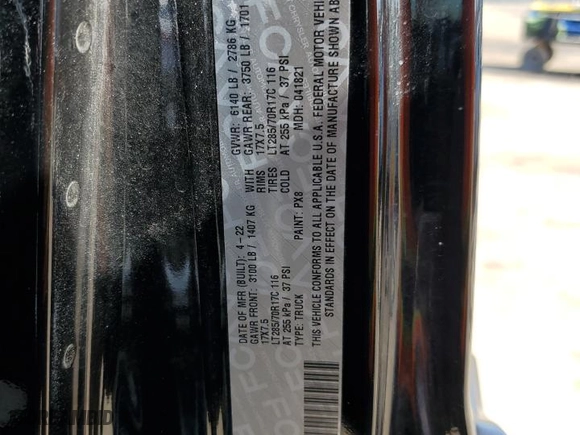 DATE OF MFR (BUILT): 4-22 GVWR: 6140 LB / 2786 KG
GAWR FRONT: 3100 LB / 1407 KG WITH GAWR REAR: 3750 LB / 1701
17X7.5 RIMS 17X7.5
LT285/70R17C 116 TIRES LT285/70R17C 116
AT 255 kPa / 37 PSI COLD AT 255 kPa / 37 PSI
TYPE: TRUCK PAINT: PX8 MDH: 041821
THIS VEHICLE CONFORMS TO ALL APPLICABLE U.S.A. FEDERAL MOTOR VEHI
STANDARDS IN EFFECT ON THE DATE OF MANUFACTURE SHOWN AB